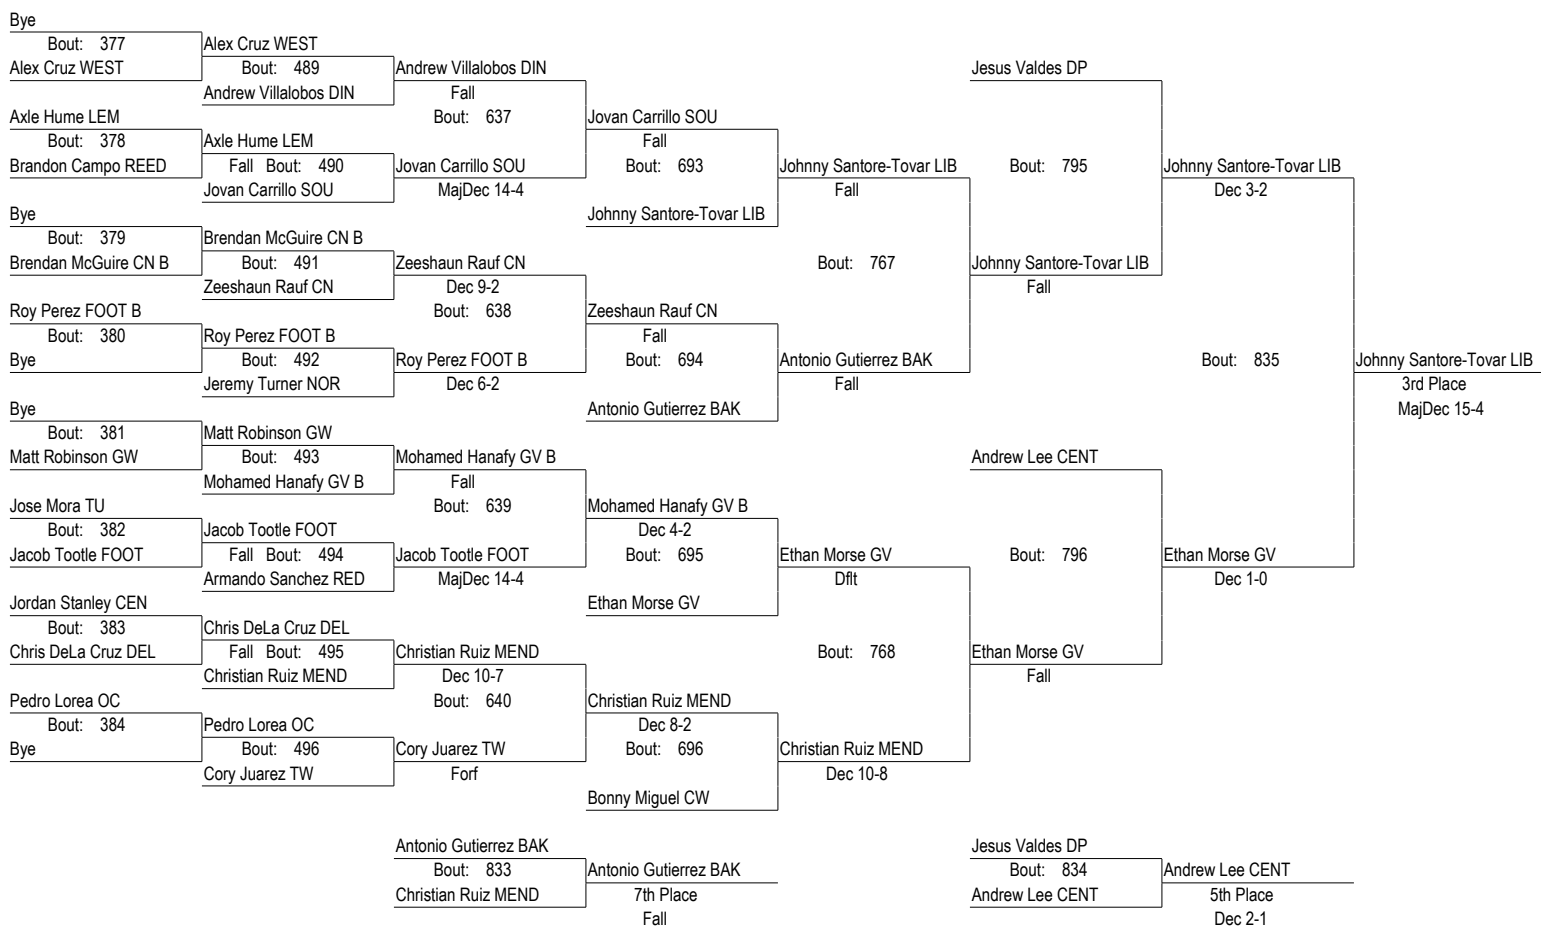 Bye
Bout: 377 Alex Cruz WEST
Alex Cruz WEST Bout: 489 Andrew Villalobos DIN Jesus Valdes DP
Andrew Villalobos DIN Fall
Axle Hume LEM Bout: 637 Jovan Carrillo SOU
Bout: 378 Axle Hume LEM Fall
Brandon Campo REED Fall Bout: 490 Jovan Carrillo SOU Bout: 693 Johnny Santore-Tovar LIB Bout: 795 Johnny Santore-Tovar LIB
Jovan Carrillo SOU MajDec 14-4 Fall Dec 3-2
Bye Johnny Santore-Tovar LIB
Bout: 379 Brendan McGuire CN B
Brendan McGuire CN B Bout: 491 Zeeshaun Rauf CN Bout: 767 Johnny Santore-Tovar LIB
Zeeshaun Rauf CN Dec 9-2 Fall
Roy Perez FOOT B Bout: 638 Zeeshaun Rauf CN
Bout: 380 Roy Perez FOOT B Fall
Bye Bout: 492 Roy Perez FOOT B Bout: 694 Antonio Gutierrez BAK Bout: 835 Johnny Santore-Tovar LIB
Jeremy Turner NOR Dec 6-2 Fall 3rd Place
Bye Antonio Gutierrez BAK MajDec 15-4
Bout: 381 Matt Robinson GW
Matt Robinson GW Bout: 493 Mohamed Hanafy GV B Andrew Lee CENT
Mohamed Hanafy GV B Fall
Jose Mora TU Bout: 639 Mohamed Hanafy GV B
Bout: 382 Jacob Tootle FOOT Dec 4-2
Jacob Tootle FOOT Fall Bout: 494 Jacob Tootle FOOT Bout: 695 Ethan Morse GV Bout: 796 Ethan Morse GV
Armando Sanchez RED MajDec 14-4 Dflt Dec 1-0
Jordan Stanley CEN Ethan Morse GV
Bout: 383 Chris DeLa Cruz DEL
Chris DeLa Cruz DEL Fall Bout: 495 Christian Ruiz MEND Bout: 768 Ethan Morse GV
Christian Ruiz MEND Dec 10-7 Fall
Pedro Lorea OC Bout: 640 Christian Ruiz MEND
Bout: 384 Pedro Lorea OC Dec 8-2
Bye Bout: 496 Cory Juarez TW Bout: 696 Christian Ruiz MEND
Cory Juarez TW Forf Dec 10-8
Bonny Miguel CW
Antonio Gutierrez BAK Jesus Valdes DP
Bout: 833 Antonio Gutierrez BAK Bout: 834 Andrew Lee CENT
Christian Ruiz MEND 7th Place Andrew Lee CENT 5th Place
Fall Dec 2-1